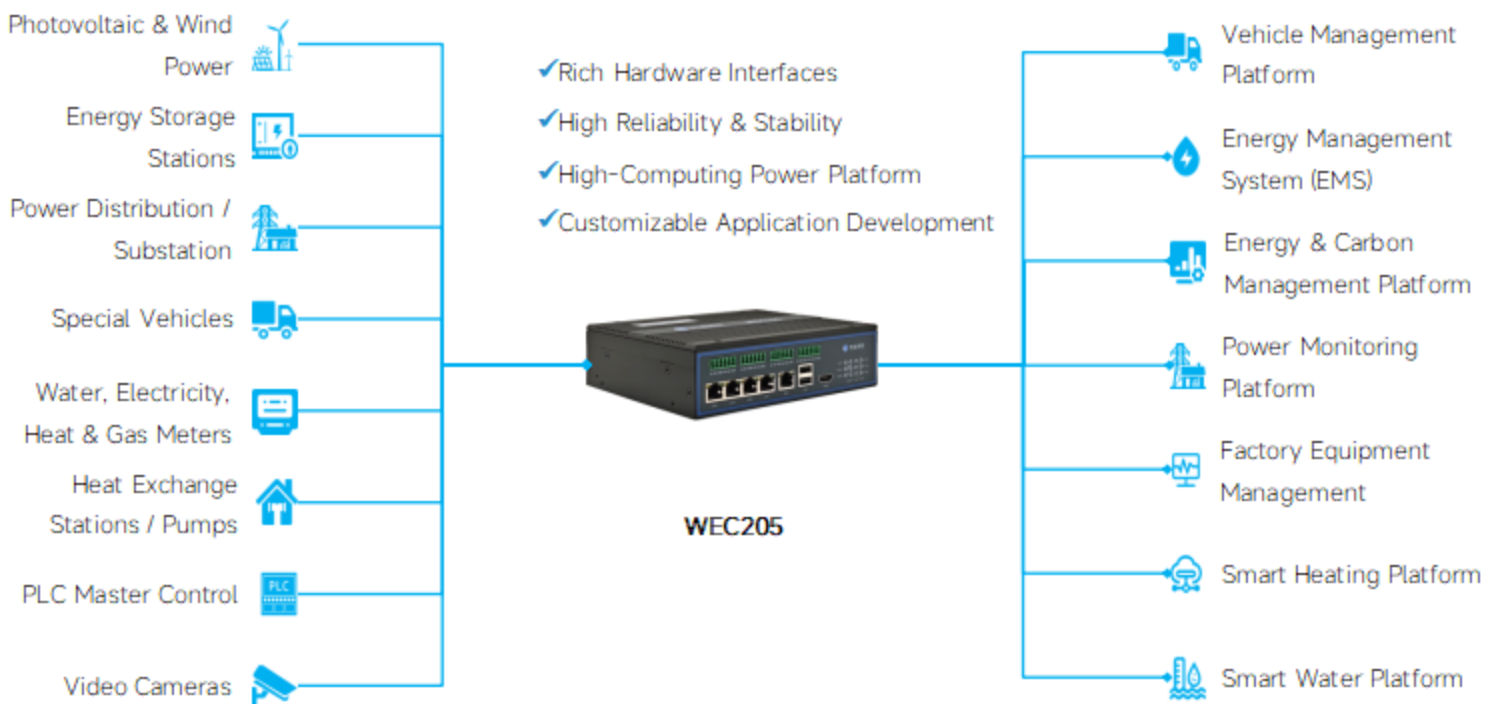 Photovoltaic & Wind
Power
Energy Storage
Stations
Power Distribution /
Substation
Special Vehicles
Water, Electricity,
Heat & Gas Meters
Heat Exchange
Stations / Pumps
PLC Master Control
PLC
Video Cameras
✓Rich Hardware Interfaces
✓High Reliability & Stability
✓High-Computing Power Platform
✓Customizable Application Development
WEC205
Vehicle Management
Platform
Energy Management
System (EMS)
Energy & Carbon
Management Platform
Power Monitoring
Platform
Factory Equipment
Management
Smart Heating Platform
Smart Water Platform